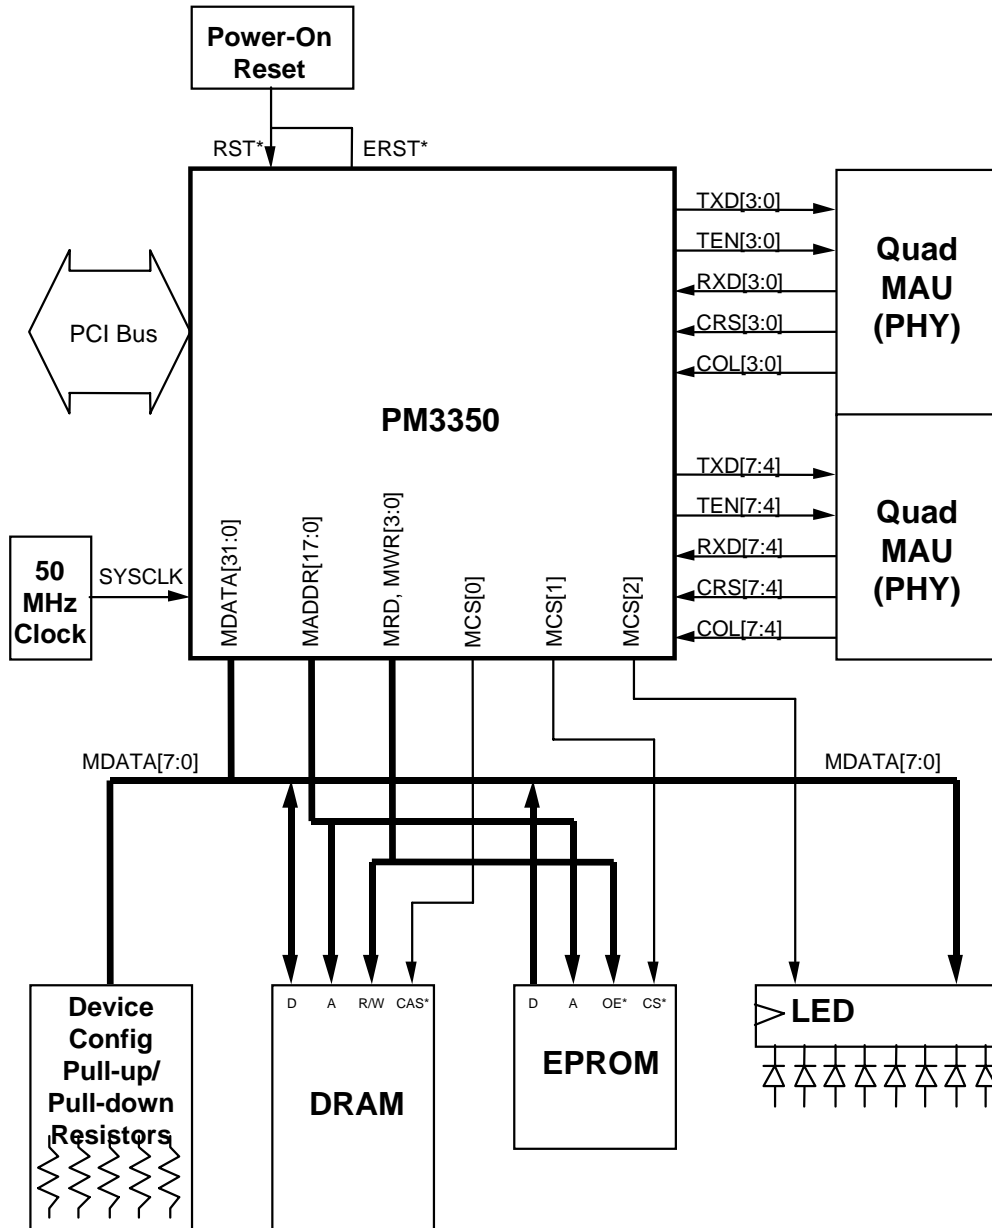 Power-On
Reset
RST*
ERST*
TXD[3:0]
TEN[3:0]
RXD[3:0]
CRS[3:0]
COL[3:0]
Quad
MAU
(PHY)
PCI Bus
PM3350
TXD[7:4]
TEN[7:4]
RXD[7:4]
CRS[7:4]
COL[7:4]
Quad
MAU
(PHY)
50
MHz
Clock
SYSCLK
MDATA[31:0]
MADDR[17:0]
MRD, MWR[3:0]
MCS[0]
MCS[1]
MCS[2]
MDATA[7:0]
MDATA[7:0]
Device
Config
Pull-up/
Pull-down
Resistors
D A R/W CAS*
DRAM
D A OE* CS*
EPROM
LED